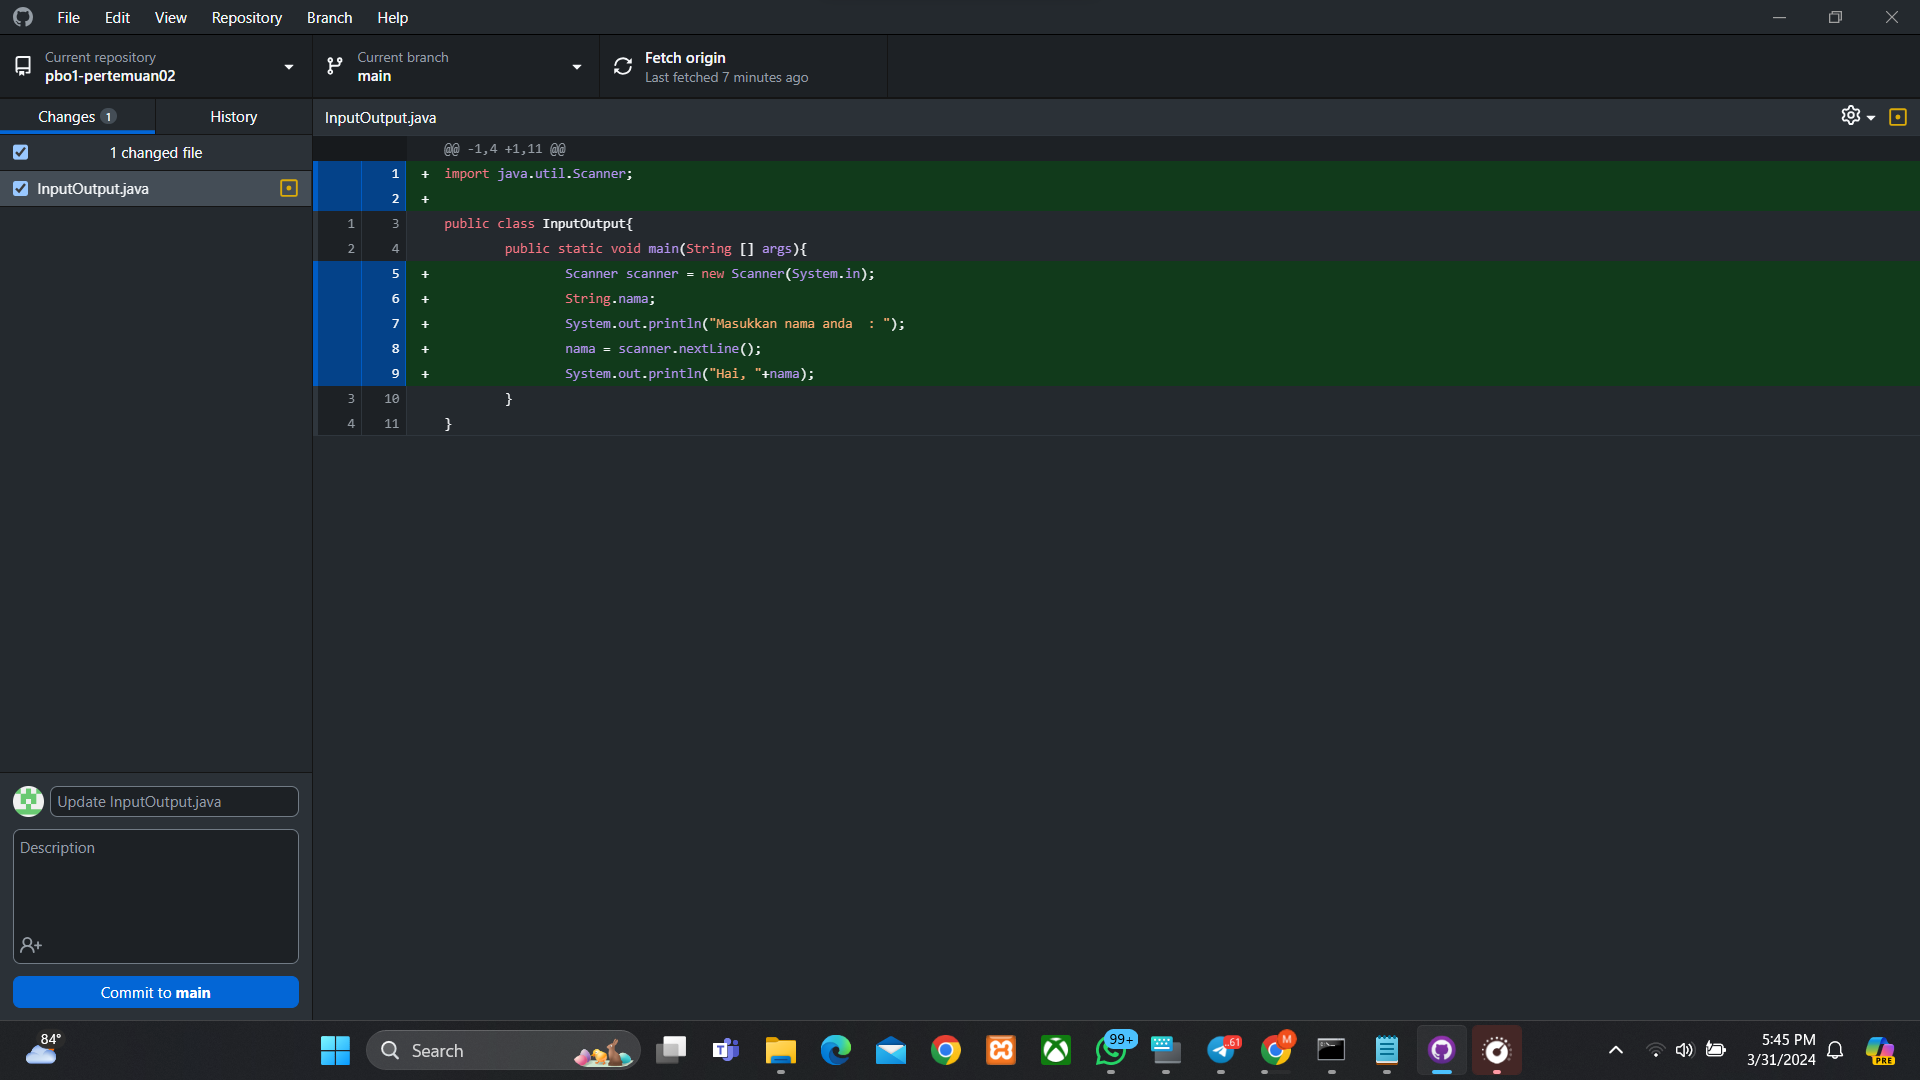 File Edit View Repository Branch Help
Current repository
pbo1-pertemuan02
Current branch
main
Fetch origin
Last fetched 7 minutes ago
Changes 1
History
InputOutput.java
1 changed file
InputOutput.java
@@ -1,4 +1,11 @@
1 + import java.util.Scanner;
2 +
1 3 public class InputOutput{
2 4 public static void main(String [] args){
5 + Scanner scanner = new Scanner(System.in);
6 + String.nama;
7 + System.out.println("Masukkan nama anda  : ");
8 + nama = scanner.nextLine();
9 + System.out.println("Hai, "+nama);
3 10 }
4 11 }
Update InputOutput.java
Description
Commit to main
84°
Search
99+
..61
M
5:45 PM
3/31/2024
PRE